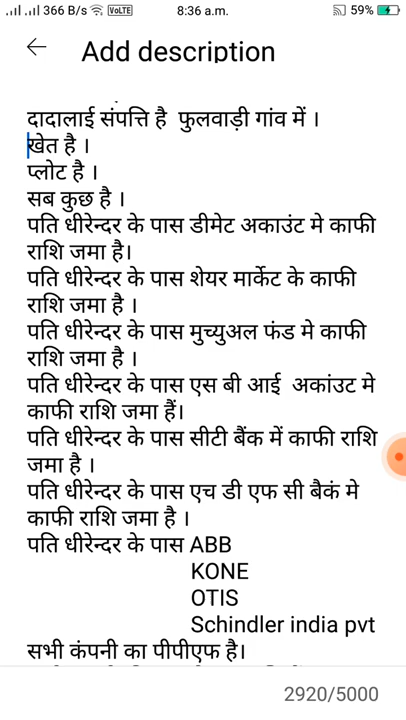 366 B/s VoLTE 8:36 a.m. 59%
← Add description
दादालाई संपत्ति है फुलवाड़ी गांव में ।
खेत है ।
प्लोट है ।
सब कुछ है ।
पति धीरेन्दर के पास डीमेट अकाउंट मे काफी
राशि जमा है।
पति धीरेन्दर के पास शेयर मार्केट के काफी
राशि जमा है ।
पति धीरेन्दर के पास मुच्युअल फंड मे काफी
राशि जमा है ।
पति धीरेन्दर के पास एस बी आई अकांउट मे
काफी राशि जमा हैं।
पति धीरेन्दर के पास सीटी बैंक में काफी राशि
जमा है ।
पति धीरेन्दर के पास एच डी एफ सी बैकं मे
काफी राशि जमा है ।
पति धीरेन्दर के पास ABB
KONE
OTIS
Schindler india pvt
सभी कंपनी का पीपीएफ है।
2920/5000